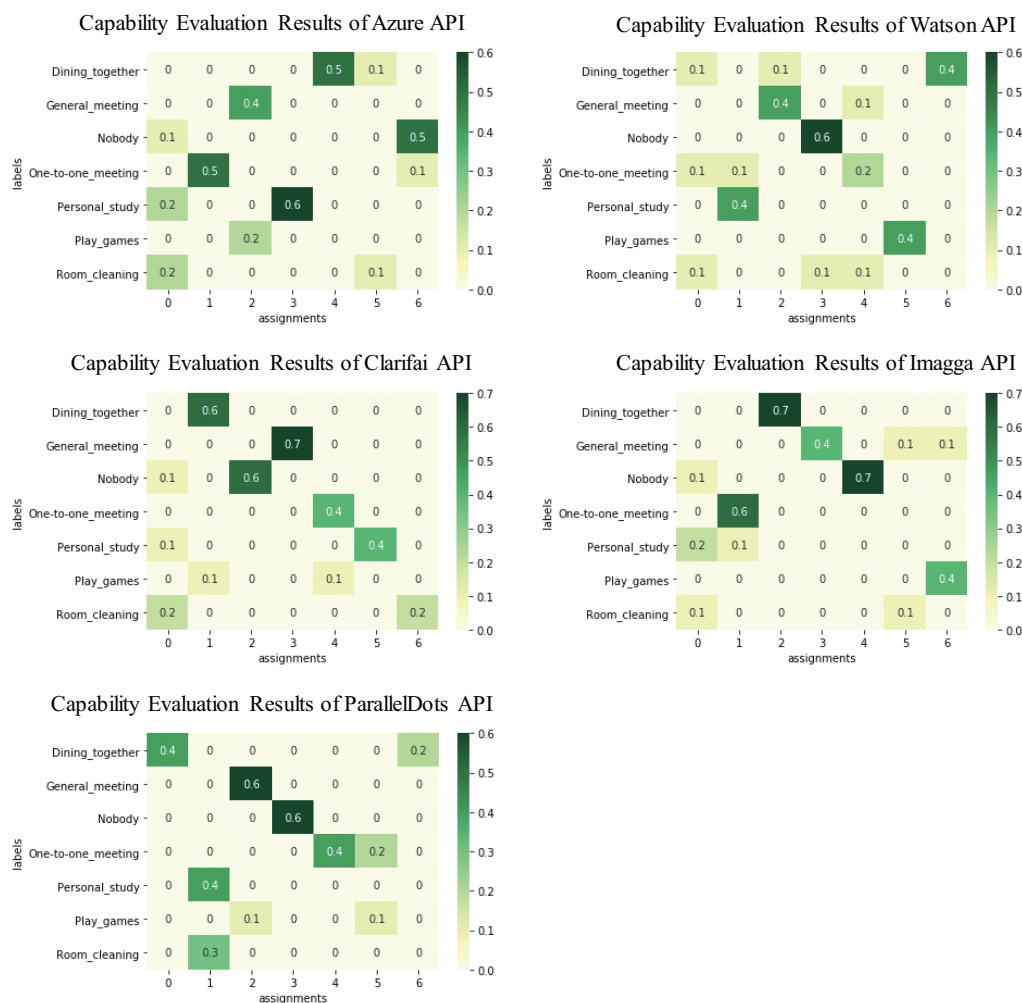 Capability Evaluation Results of Azure API
labels
Dining_together 0 0 0 0 0.5 0.1 0
General_meeting 0 0 0.4 0 0 0 0
Nobody 0.1 0 0 0 0 0 0.5
One-to-one_meeting 0 0.5 0 0 0 0 0.1
Personal_study 0.2 0 0 0.6 0 0 0
Play_games 0 0 0.2 0 0 0 0
Room_cleaning 0.2 0 0 0 0 0.1 0
0 1 2 3 4 5 6
assignments
0.6
0.5
0.4
0.3
0.2
0.1
0.0
Capability Evaluation Results of Watson API
labels
Dining_together 0.1 0 0.1 0 0 0 0.4
General_meeting 0 0 0.4 0 0.1 0 0
Nobody 0 0 0 0.6 0 0 0
One-to-one_meeting 0.1 0.1 0 0 0.2 0 0
Personal_study 0 0.4 0 0 0 0 0
Play_games 0 0 0 0 0 0.4 0
Room_cleaning 0.1 0 0 0.1 0.1 0 0
0 1 2 3 4 5 6
assignments
0.6
0.5
0.4
0.3
0.2
0.1
0.0
Capability Evaluation Results of Clarifai API
labels
Dining_together 0 0.6 0 0 0 0 0
General_meeting 0 0 0 0.7 0 0 0
Nobody 0.1 0 0.6 0 0 0 0
One-to-one_meeting 0 0 0 0 0.4 0 0
Personal_study 0.1 0 0 0 0 0.4 0
Play_games 0 0.1 0 0 0.1 0 0
Room_cleaning 0.2 0 0 0 0 0 0.2
0 1 2 3 4 5 6
assignments
0.7
0.6
0.5
0.4
0.3
0.2
0.1
0.0
Capability Evaluation Results of Imagga API
labels
Dining_together 0 0 0.7 0 0 0 0
General_meeting 0 0 0 0.4 0 0.1 0.1
Nobody 0.1 0 0 0 0.7 0 0
One-to-one_meeting 0 0.6 0 0 0 0 0
Personal_study 0.2 0.1 0 0 0 0 0
Play_games 0 0 0 0 0 0 0.4
Room_cleaning 0.1 0 0 0 0 0.1 0
0 1 2 3 4 5 6
assignments
0.7
0.6
0.5
0.4
0.3
0.2
0.1
0.0
Capability Evaluation Results of ParallelDots API
labels
Dining_together 0.4 0 0 0 0 0 0.2
General_meeting 0 0 0.6 0 0 0 0
Nobody 0 0 0 0.6 0 0 0
One-to-one_meeting 0 0 0 0 0.4 0.2 0
Personal_study 0 0.4 0 0 0 0 0
Play_games 0 0 0.1 0 0 0.1 0
Room_cleaning 0 0.3 0 0 0 0 0
0 1 2 3 4 5 6
assignments
0.6
0.5
0.4
0.3
0.2
0.1
0.0